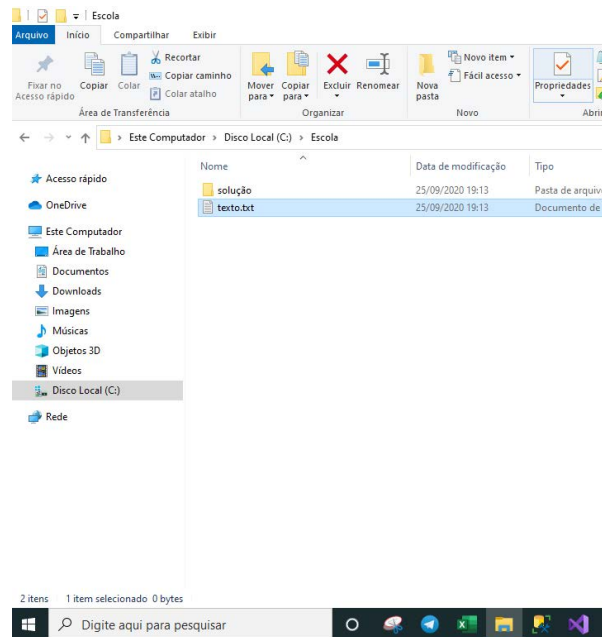 Escola
Arquivo Início Compartilhar Exibir
Fixar no Acesso rápido
Copiar
Colar
Recortar
Copiar caminho
Colar atalho
Mover para
Copiar para
Excluir
Renomear
Nova pasta
Novo item
Fácil acesso
Propriedades
Área de Transferência Organizar Novo Abrir
Este Computador > Disco Local (C:) > Escola
Nome Data de modificação Tipo
solução 25/09/2020 19:13 Pasta de arquiv
texto.txt 25/09/2020 19:13 Documento de
Acesso rápido
OneDrive
Este Computador
Área de Trabalho
Documentos
Downloads
Imagens
Músicas
Objetos 3D
Vídeos
Disco Local (C:)
Rede
2 itens 1 item selecionado 0 bytes
Digite aqui para pesquisar